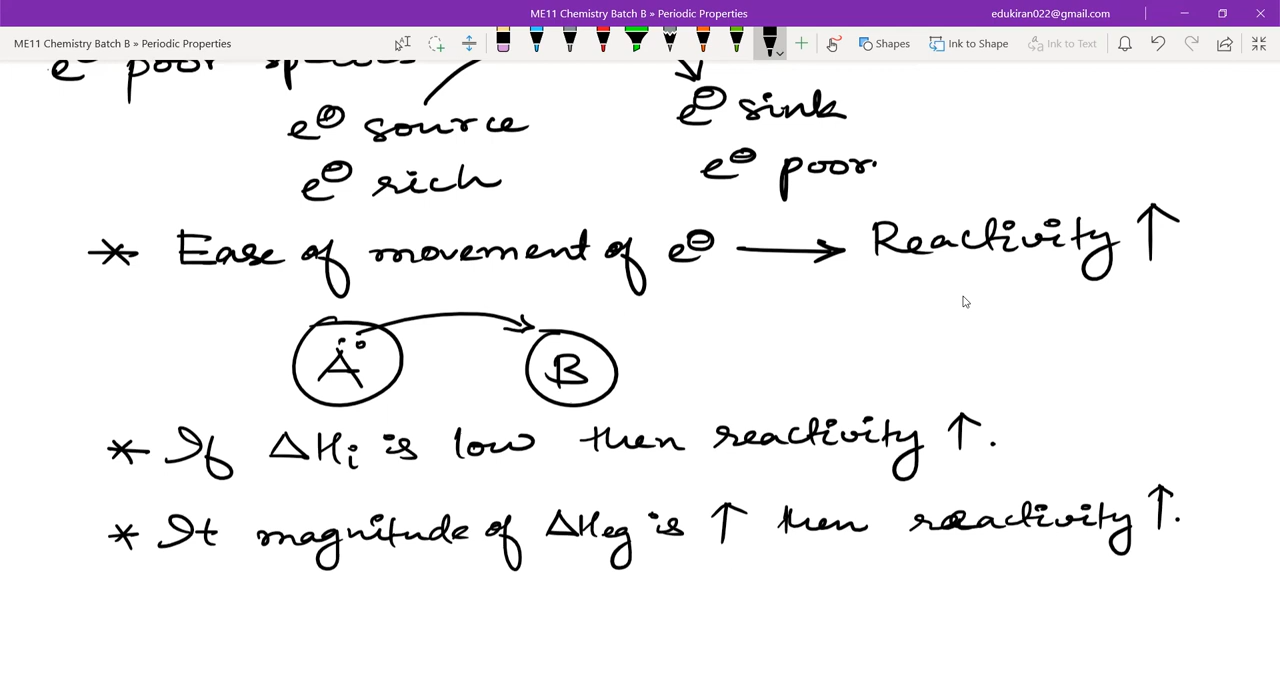 ME11 Chemistry Batch B » Periodic Properties
edukiran022@gmail.com
ME11 Chemistry Batch B » Periodic Properties
Shapes
Ink to Shape
Ink to Text
e⊖ poor species
e⊕ source
e⊖ sink
e⊖ rich
e⊖ poor.
* Ease of movement of e⊖ ⟶ Reactivity ↑
A
B
* If ΔHi is low then reactivity ↑.
* It magnitude of ΔHeg is ↑ then reactivity ↑.